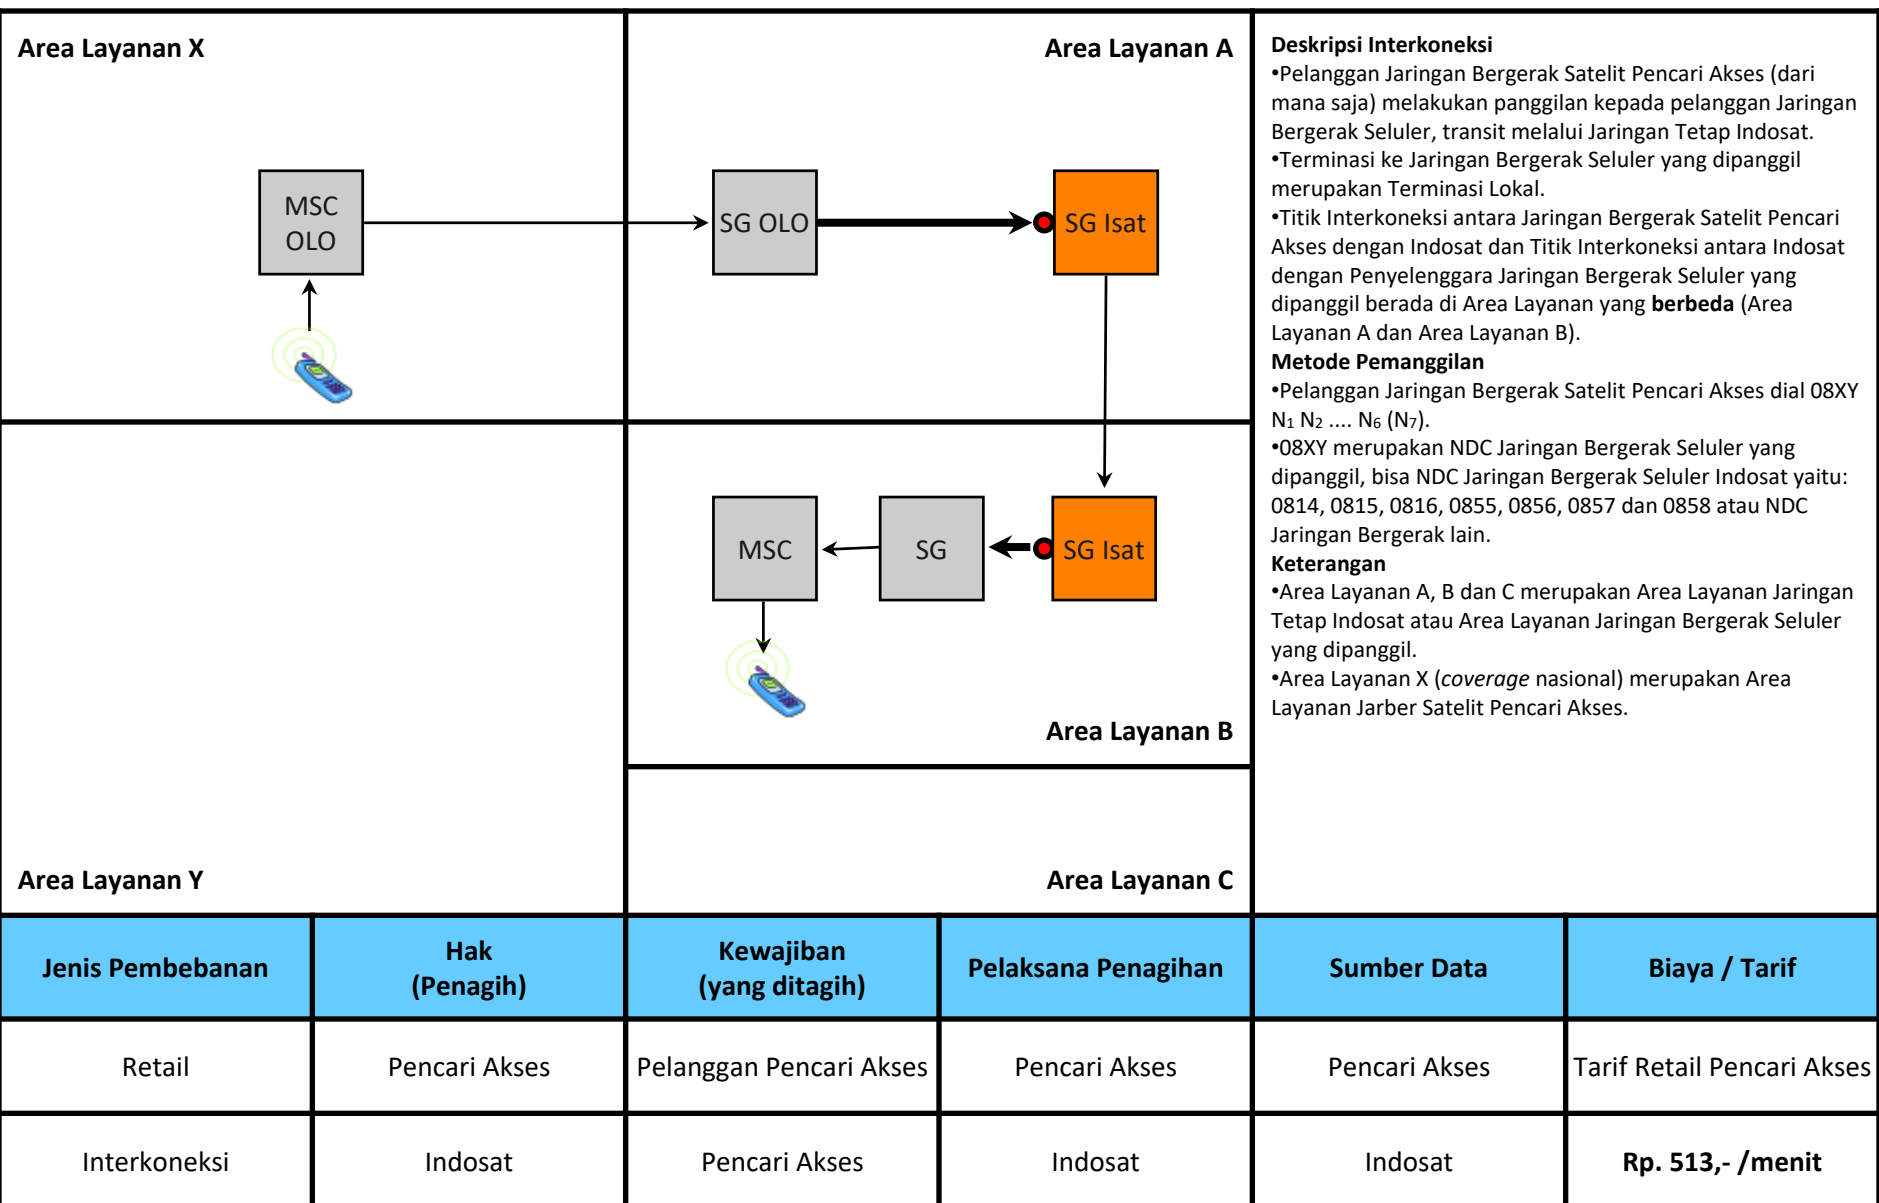 Area Layanan X
Area Layanan A
MSC
OLO
SG OLO
SG Isat
MSC
SG
SG Isat
Area Layanan B
Area Layanan Y
Area Layanan C
Deskripsi Interkoneksi
•Pelanggan Jaringan Bergerak Satelit Pencari Akses (dari
mana saja) melakukan panggilan kepada pelanggan Jaringan
Bergerak Seluler, transit melalui Jaringan Tetap Indosat.
•Terminasi ke Jaringan Bergerak Seluler yang dipanggil
merupakan Terminasi Lokal.
•Titik Interkoneksi antara Jaringan Bergerak Satelit Pencari
Akses dengan Indosat dan Titik Interkoneksi antara Indosat
dengan Penyelenggara Jaringan Bergerak Seluler yang
dipanggil berada di Area Layanan yang berbeda (Area
Layanan A dan Area Layanan B).
Metode Pemanggilan
•Pelanggan Jaringan Bergerak Satelit Pencari Akses dial 08XY
N₁ N₂ .... N₆ (N₇).
•08XY merupakan NDC Jaringan Bergerak Seluler yang
dipanggil, bisa NDC Jaringan Bergerak Seluler Indosat yaitu:
0814, 0815, 0816, 0855, 0856, 0857 dan 0858 atau NDC
Jaringan Bergerak lain.
Keterangan
•Area Layanan A, B dan C merupakan Area Layanan Jaringan
Tetap Indosat atau Area Layanan Jaringan Bergerak Seluler
yang dipanggil.
•Area Layanan X (coverage nasional) merupakan Area
Layanan Jarber Satelit Pencari Akses.
Jenis Pembebanan
Hak
(Penagih)
Kewajiban
(yang ditagih)
Pelaksana Penagihan
Sumber Data
Biaya / Tarif
Retail
Pencari Akses
Pelanggan Pencari Akses
Pencari Akses
Pencari Akses
Tarif Retail Pencari Akses
Interkoneksi
Indosat
Pencari Akses
Indosat
Indosat
Rp. 513,- /menit